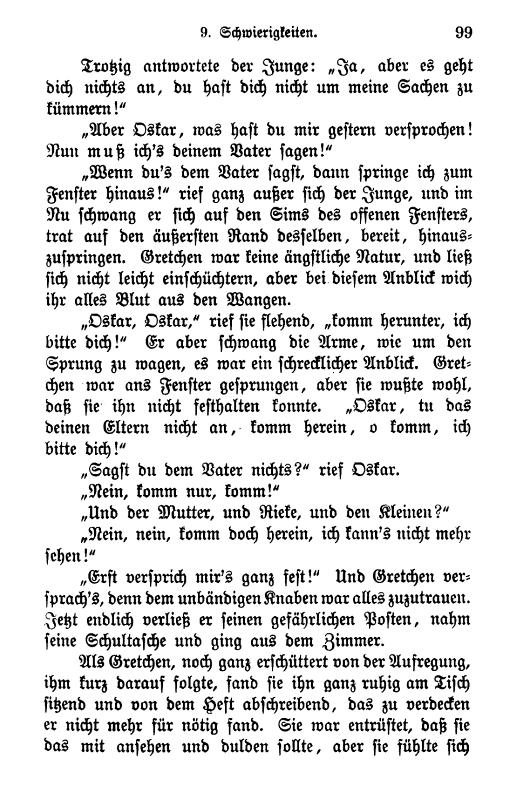 9. Schwierigkeiten. 99
Trotzig antwortete der Junge: „Ja, aber es geht
dich nichts an, du hast dich nicht um meine Sachen zu
kümmern!“
„Aber Oskar, was hast du mir gestern versprochen!
Nun muß ich's deinem Vater sagen!“
„Wenn du's dem Vater sagst, dann springe ich zum
Fenster hinaus!“ rief ganz außer sich der Junge, und im
Nu schwang er sich auf den Sims des offenen Fensters,
trat auf den äußersten Rand desselben, bereit, hinaus-
zuspringen. Gretchen war keine ängstliche Natur, und ließ
sich nicht leicht einschüchtern, aber bei diesem Anblick wich
ihr alles Blut aus den Wangen.
„Oskar, Oskar,“ rief sie flehend, „komm herunter, ich
bitte dich!“ Er aber schwang die Arme, wie um den
Sprung zu wagen, es war ein schrecklicher Anblick. Gret-
chen war ans Fenster gesprungen, aber sie wußte wohl,
daß sie ihn nicht festhalten konnte. „Oskar, tu das
deinen Eltern nicht an, komm herein, o komm, ich
bitte dich!“
„Sagst du dem Vater nichts?“ rief Oskar.
„Nein, komm nur, komm!“
„Und der Mutter, und Rieke, und den Kleinen?“
„Nein, nein, komm doch herein, ich kann's nicht mehr
sehen!“
„Erst versprich mir's ganz fest!“ Und Gretchen ver-
sprach's, denn dem unbändigen Knaben war alles zuzutrauen.
Jetzt endlich verließ er seinen gefährlichen Posten, nahm
seine Schultasche und ging aus dem Zimmer.
Als Gretchen, noch ganz erschüttert von der Aufregung,
ihm kurz darauf folgte, fand sie ihn ganz ruhig am Tisch
sitzend und von dem Heft abschreibend, das zu verdecken
er nicht mehr für nötig fand. Sie war entrüstet, daß sie
das mit ansehen und dulden sollte, aber sie fühlte sich